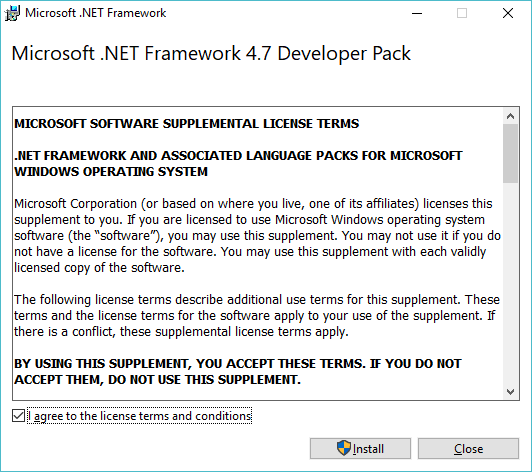 Microsoft .NET Framework
Microsoft .NET Framework 4.7 Developer Pack
MICROSOFT SOFTWARE SUPPLEMENTAL LICENSE TERMS
.NET FRAMEWORK AND ASSOCIATED LANGUAGE PACKS FOR MICROSOFT
WINDOWS OPERATING SYSTEM
Microsoft Corporation (or based on where you live, one of its affiliates) licenses this
supplement to you. If you are licensed to use Microsoft Windows operating system
software (the “software”), you may use this supplement. You may not use it if you do
not have a license for the software. You may use this supplement with each validly
licensed copy of the software.
The following license terms describe additional use terms for this supplement. These
terms and the license terms for the software apply to your use of the supplement. If
there is a conflict, these supplemental license terms apply.
BY USING THIS SUPPLEMENT, YOU ACCEPT THESE TERMS. IF YOU DO NOT
ACCEPT THEM, DO NOT USE THIS SUPPLEMENT.
I agree to the license terms and conditions
Install
Close